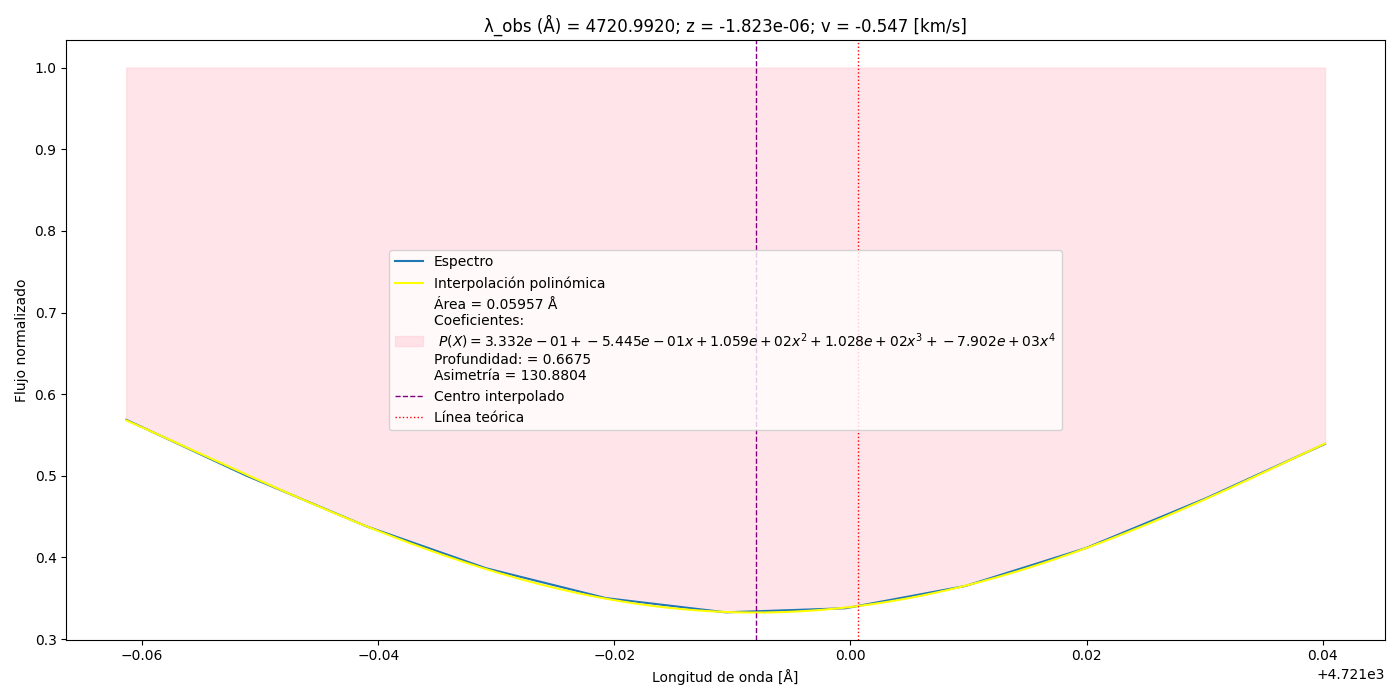 λ_obs (Å) = 4720.9920; z = -1.823e-06; v = -0.547 [km/s]
Flujo normalizado
1.0
0.9
0.8
0.7
0.6
0.5
0.4
0.3
Espectro
Interpolación polinómica
Área = 0.05957 Å
Coeficientes:
P(X) = 3.332e − 01 + −5.445e − 01x + 1.059e + 02x² + 1.028e + 02x³ + −7.902e + 03x⁴
Profundidad: = 0.6675
Asimetría = 130.8804
Centro interpolado
Línea teórica
−0.06 −0.04 −0.02 0.00 0.02 0.04
+4.721e3
Longitud de onda [Å]